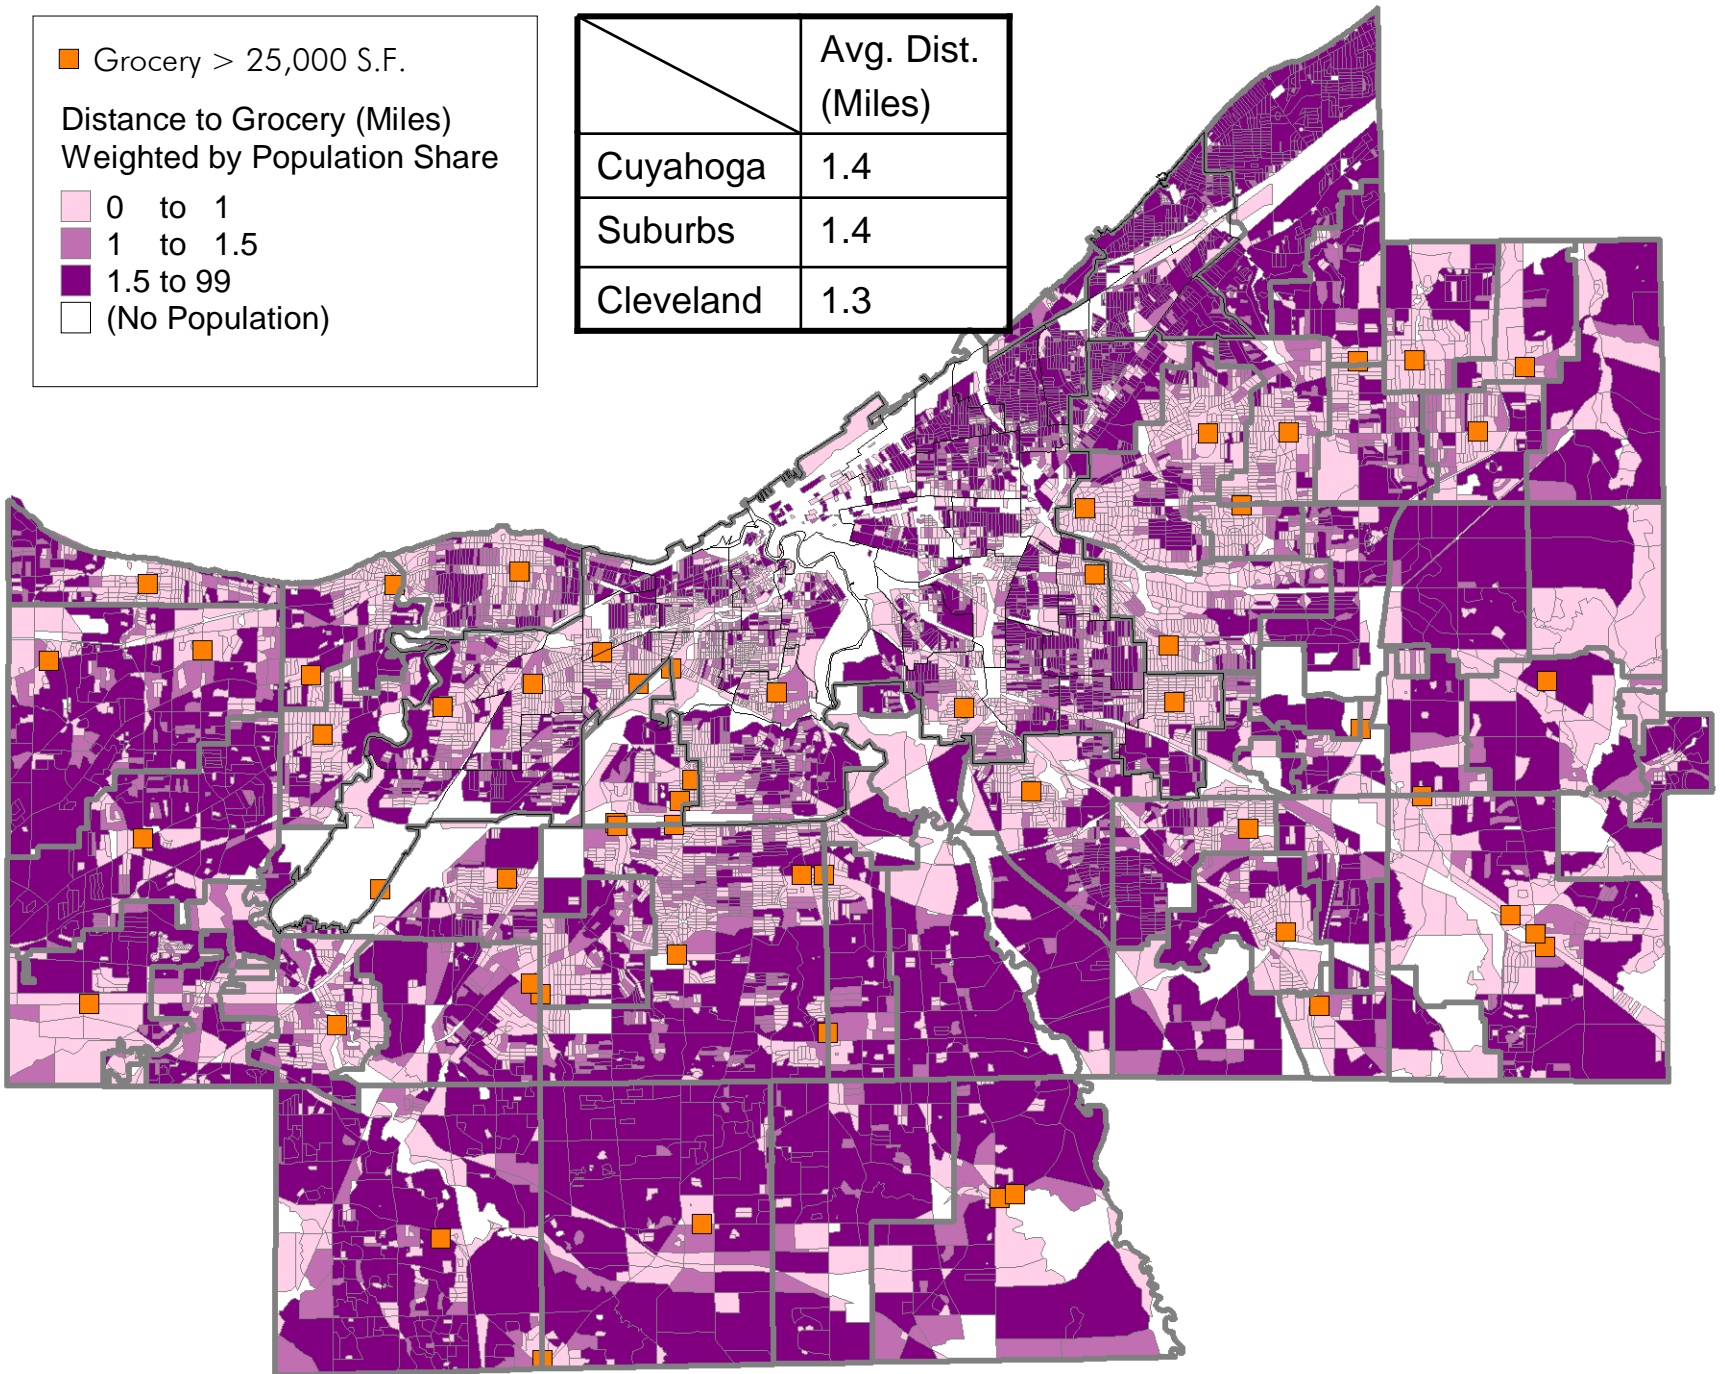 Grocery > 25,000 S.F.
Distance to Grocery (Miles)
Weighted by Population Share
0 to 1
1 to 1.5
1.5 to 99
(No Population)
Avg. Dist.
(Miles)
Cuyahoga 1.4
Suburbs 1.4
Cleveland 1.3